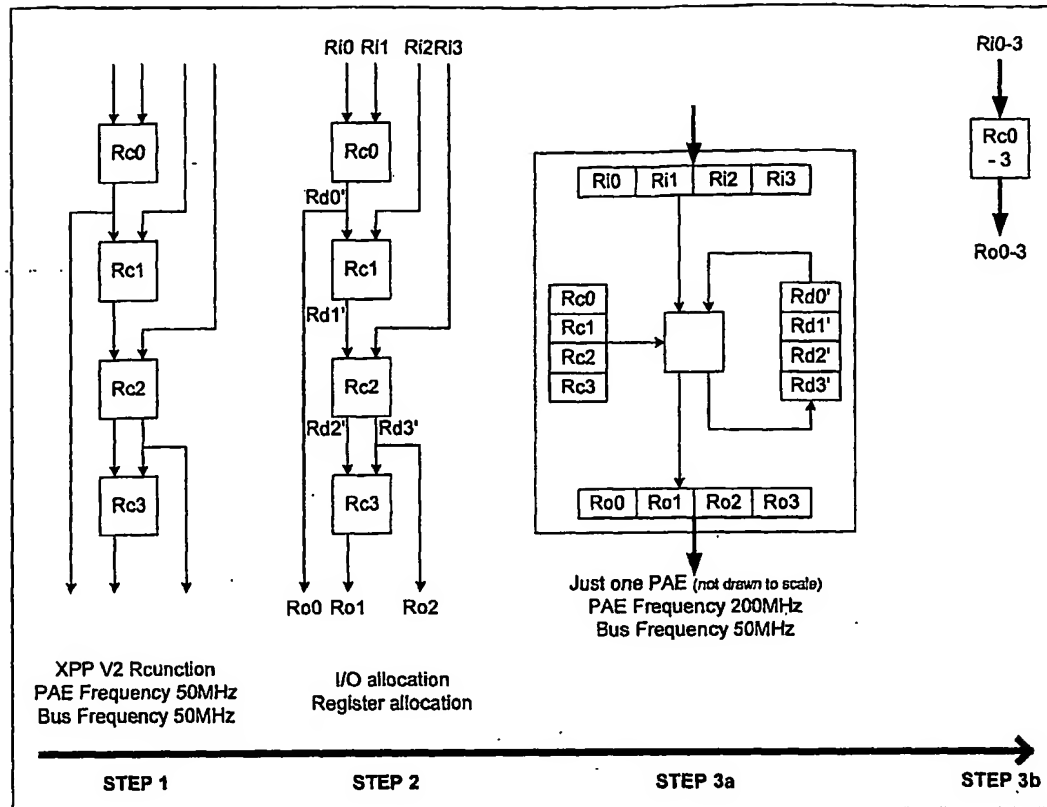 Rc0
Rc1
Rc2
Rc3
XPP V2 Rcunction
PAE Frequency 50MHz
Bus Frequency 50MHz
Ri0 Ri1 Ri2Ri3
Rc0
Rd0'
Rc1
Rd1'
Rc2
Rd2' Rd3'
Rc3
Ro0 Ro1 Ro2
I/O allocation
Register allocation
Ri0 Ri1 Ri2 Ri3
Rc0
Rc1
Rc2
Rc3
Rd0'
Rd1'
Rd2'
Rd3'
Ro0 Ro1 Ro2 Ro3
Just one PAE (not drawn to scale)
PAE Frequency 200MHz
Bus Frequency 50MHz
Ri0-3
Rc0
- 3
Ro0-3
STEP 1 STEP 2 STEP 3a STEP 3b